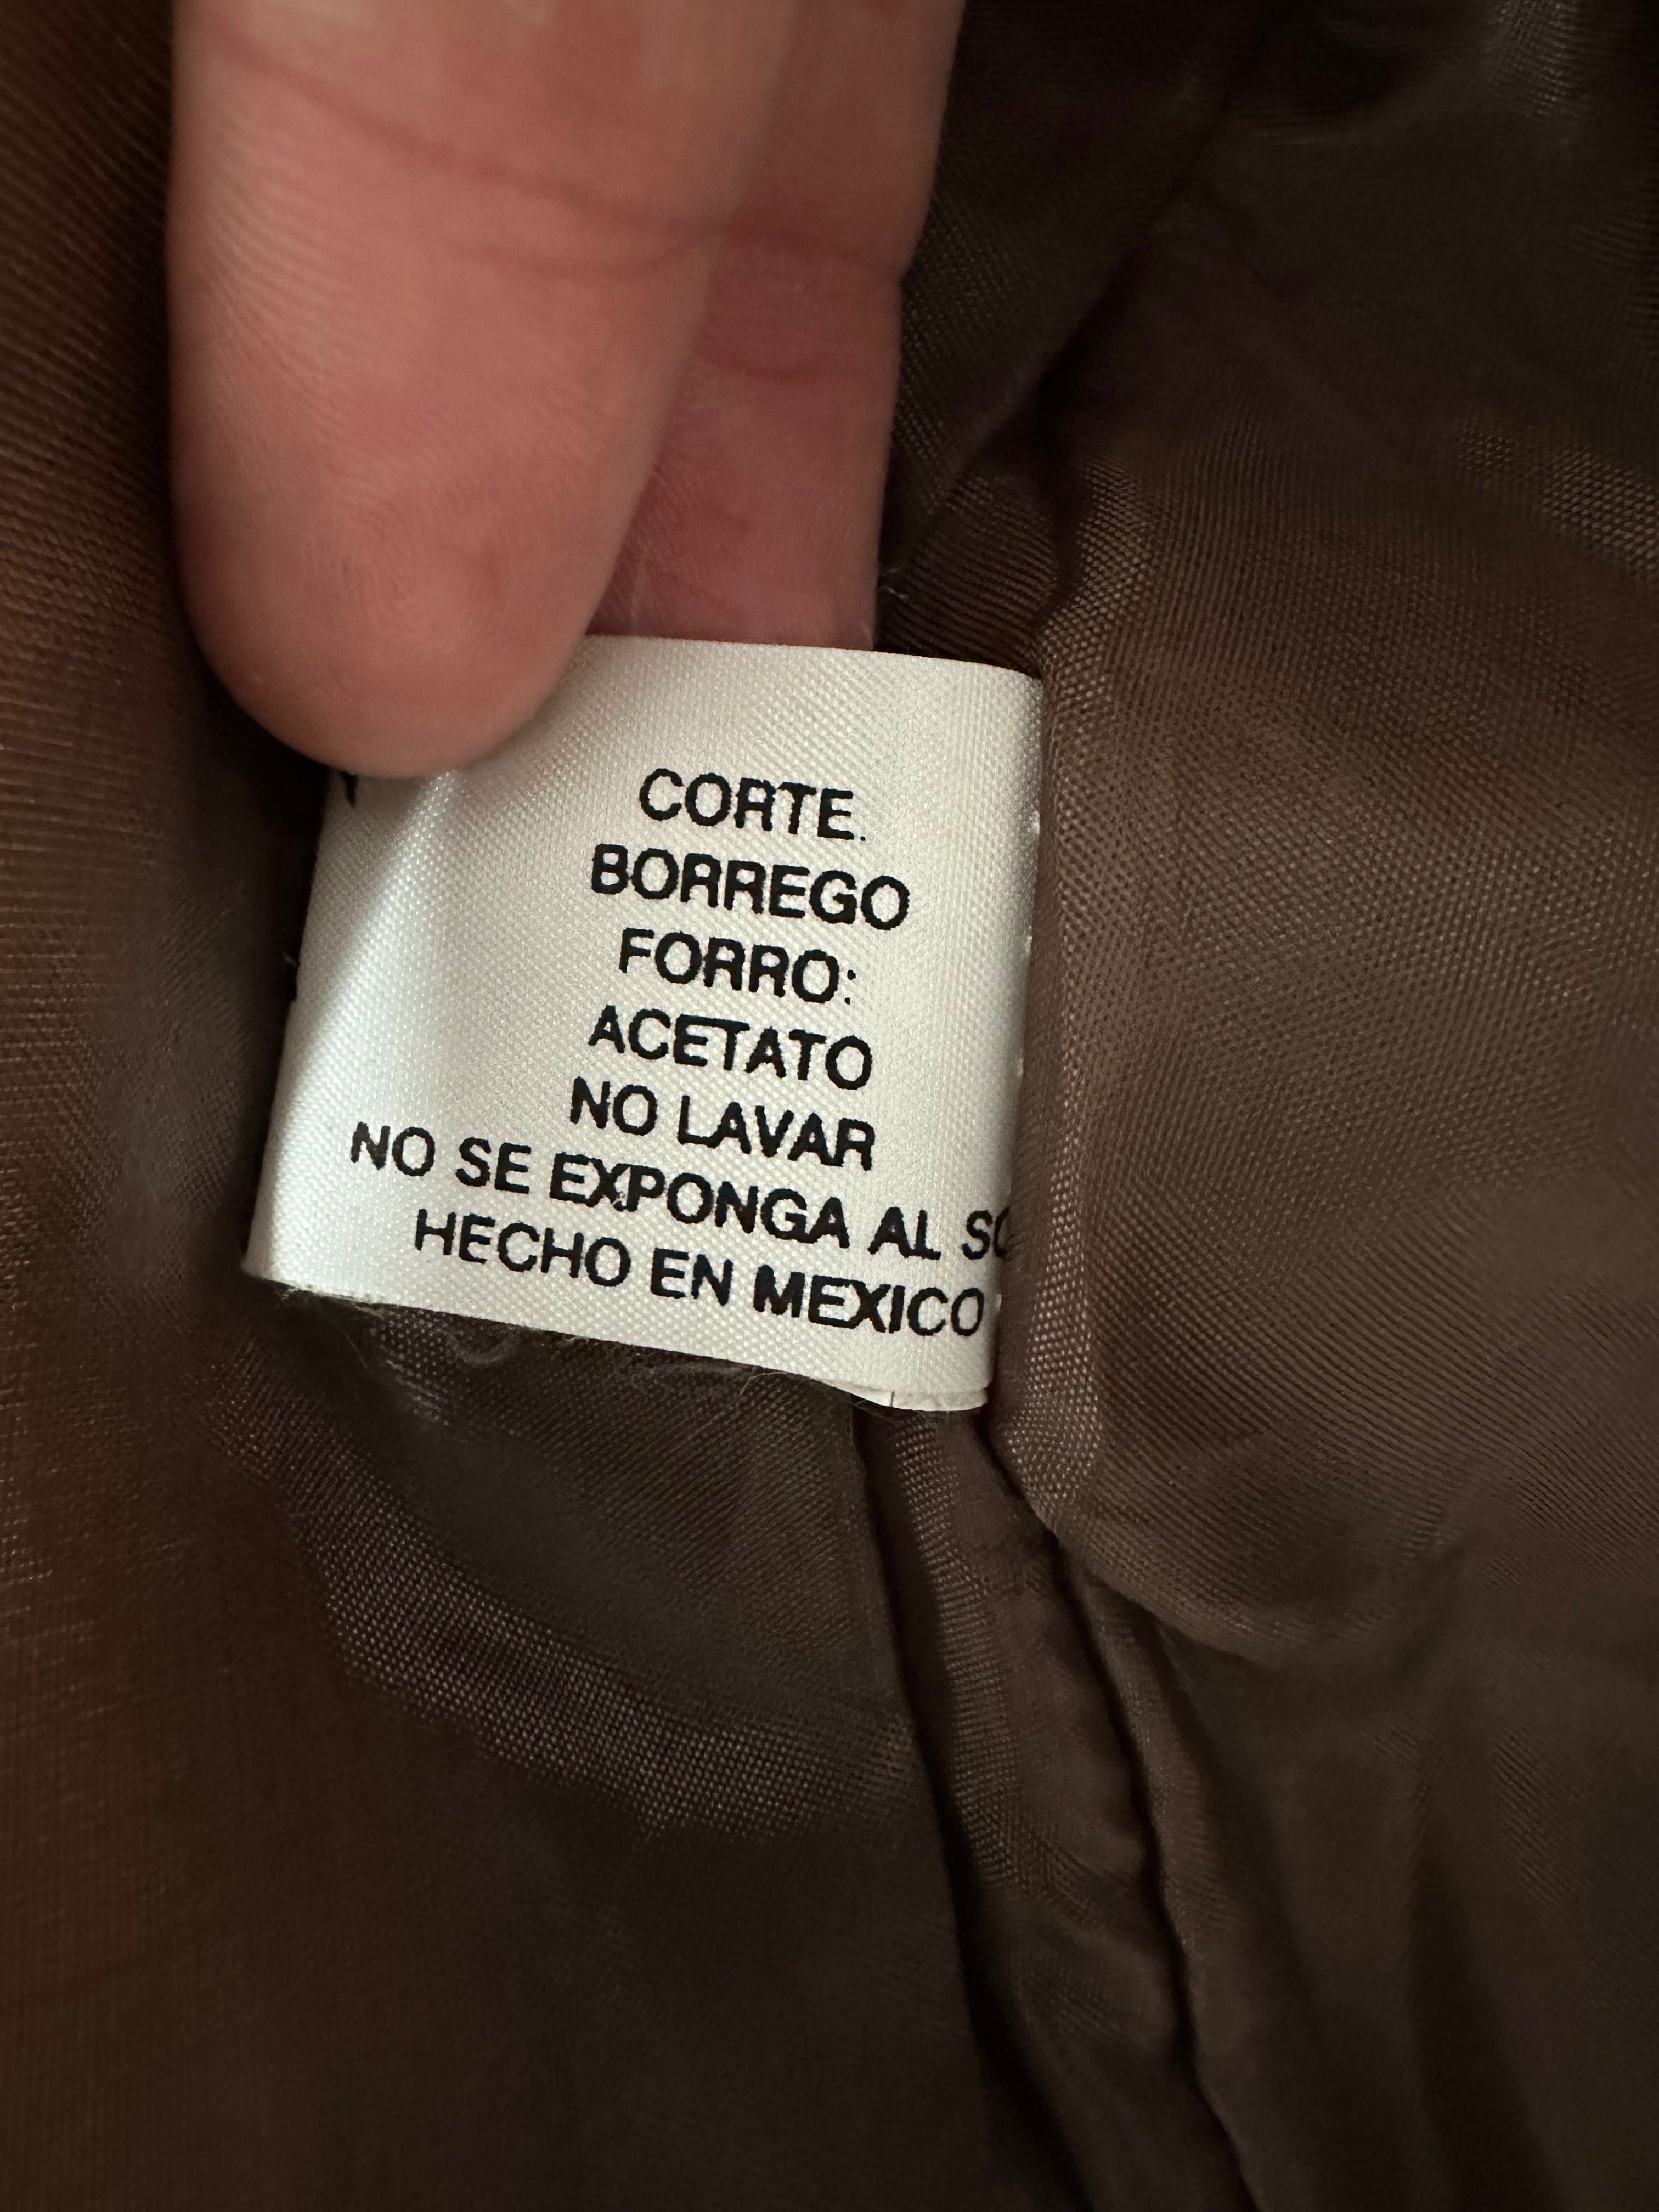 CORTE.
BORREGO
FORRO:
ACETATO
NO LAVAR
NO SE EXPONGA AL
HECHO EN MEXICO